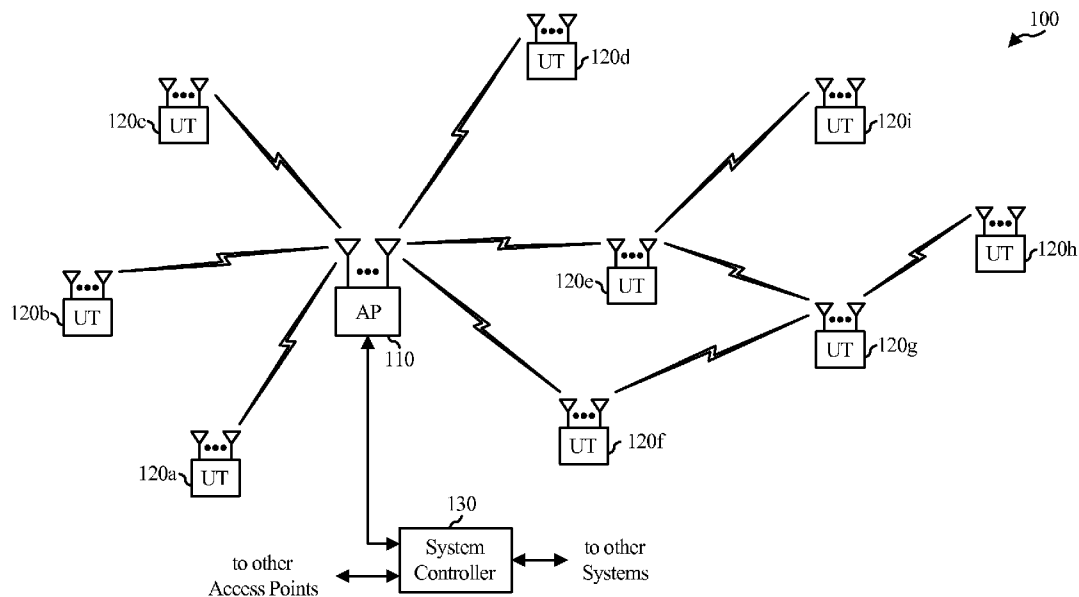 100
UT
120d
120c
UT
UT
120i
120b
UT
AP
110
120e
UT
UT
120h
UT
120g
UT
120f
120a
UT
130
System
Controller
to other
Access Points
to other
Systems